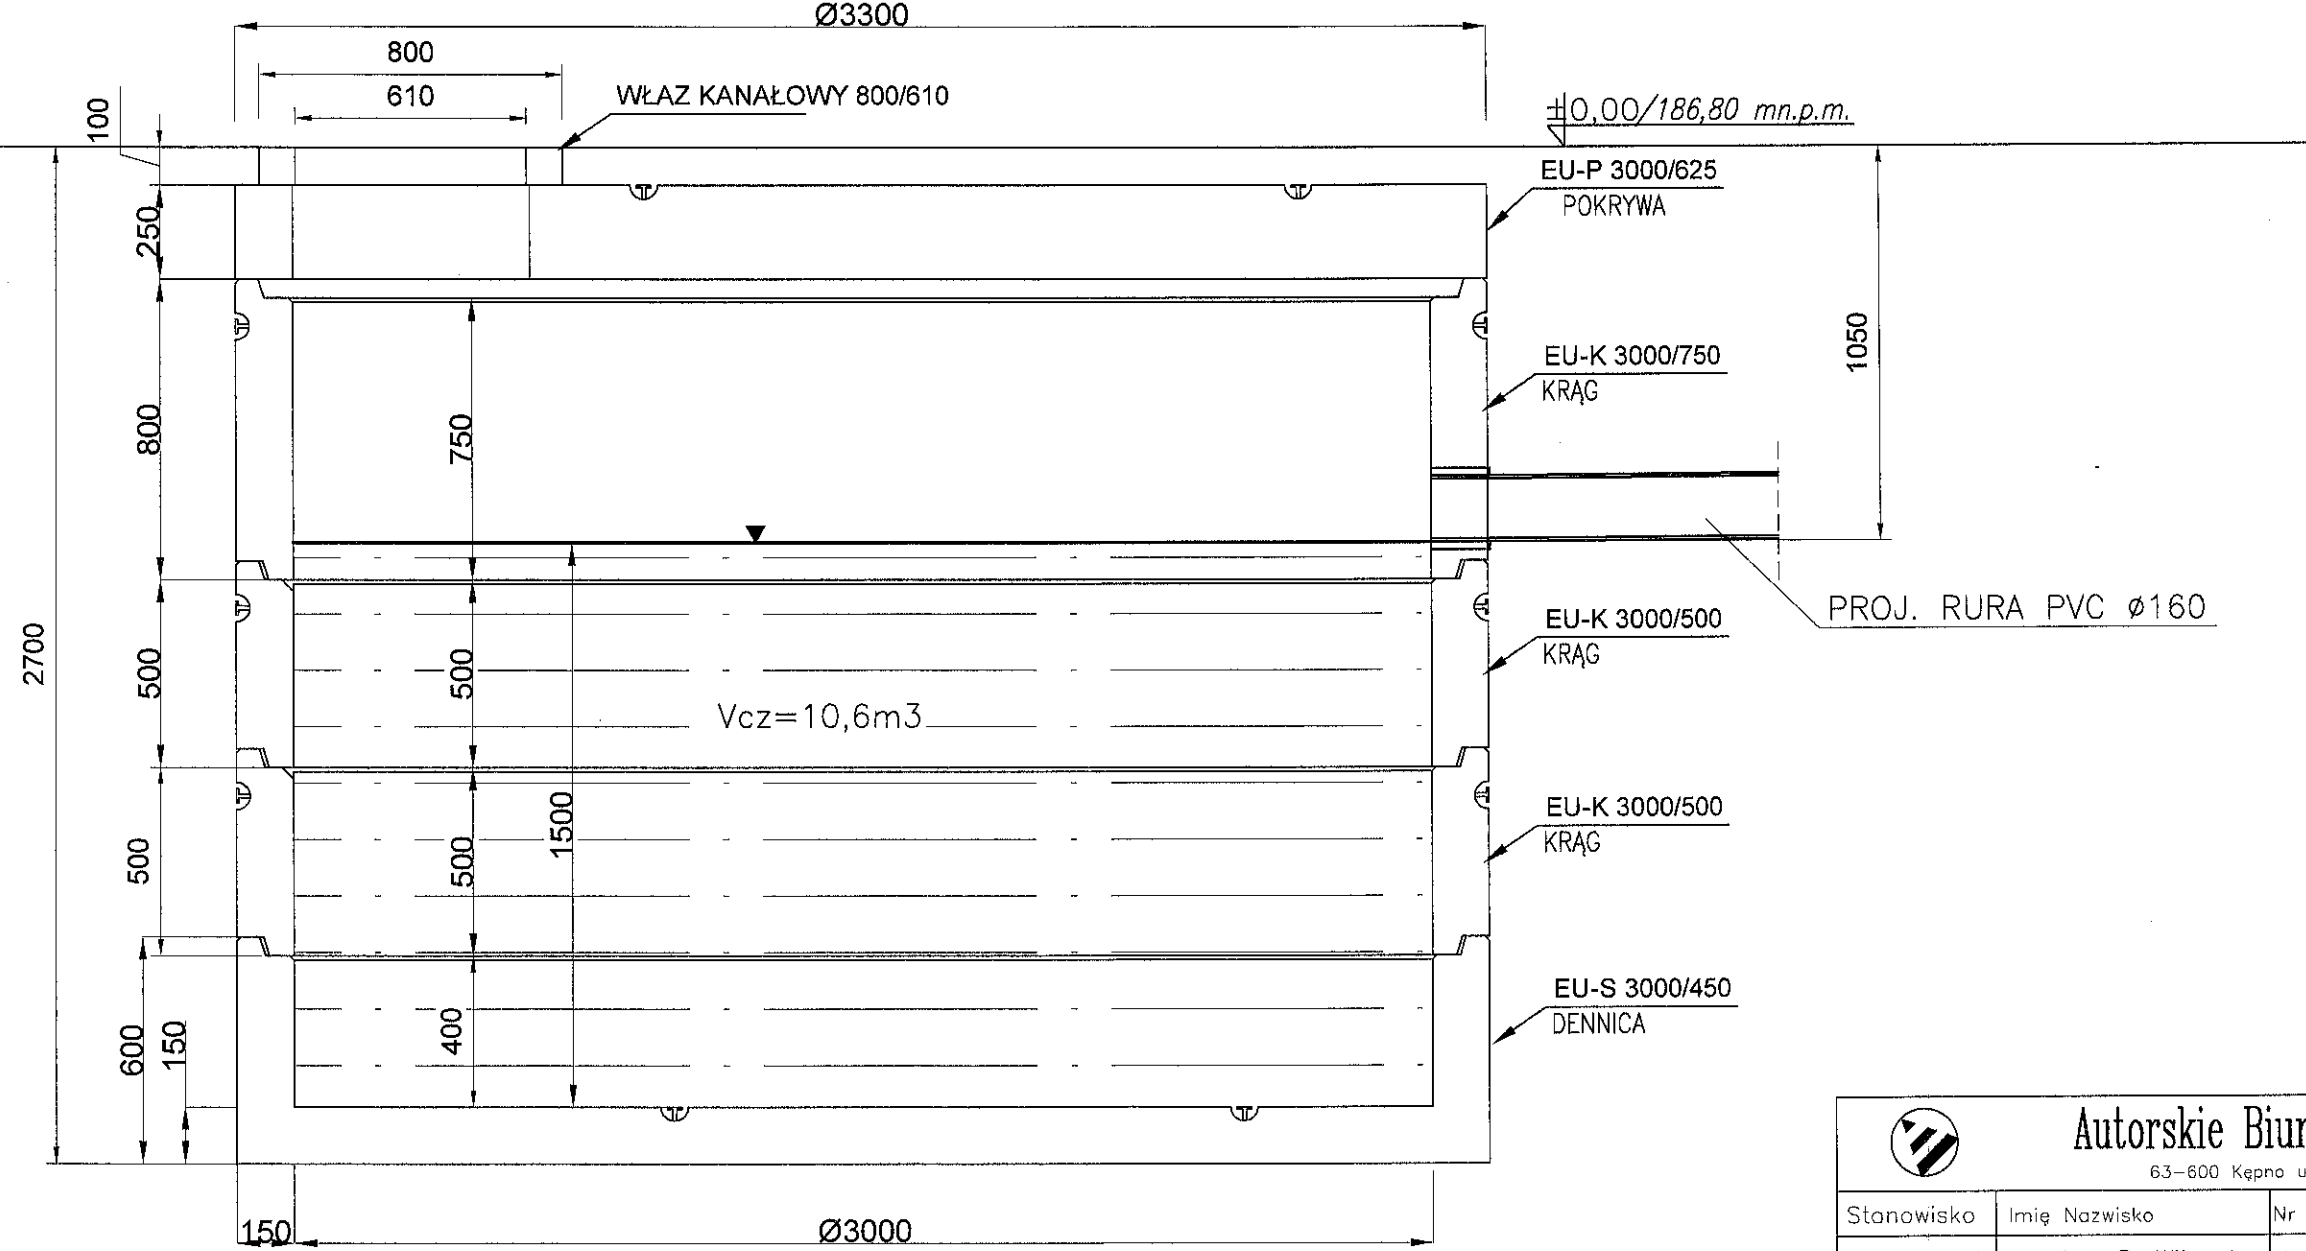 Ø3300
800
610
WŁAZ KANAŁOWY 800/610
100
±0,00/186,80 mn.p.m.
EU-P 3000/625
POKRYWA
250
1050
EU-K 3000/750
KRĄG
800
750
PROJ. RURA PVC ø160
EU-K 3000/500
KRĄG
2700
500
500
Vcz=10,6m3
EU-K 3000/500
KRĄG
500
500
1500
EU-S 3000/450
DENNICA
600
150
400
150
Ø3000
Autorskie Biur
63-600 Kępno u
Stanowisko
Imię Nazwisko
Nr